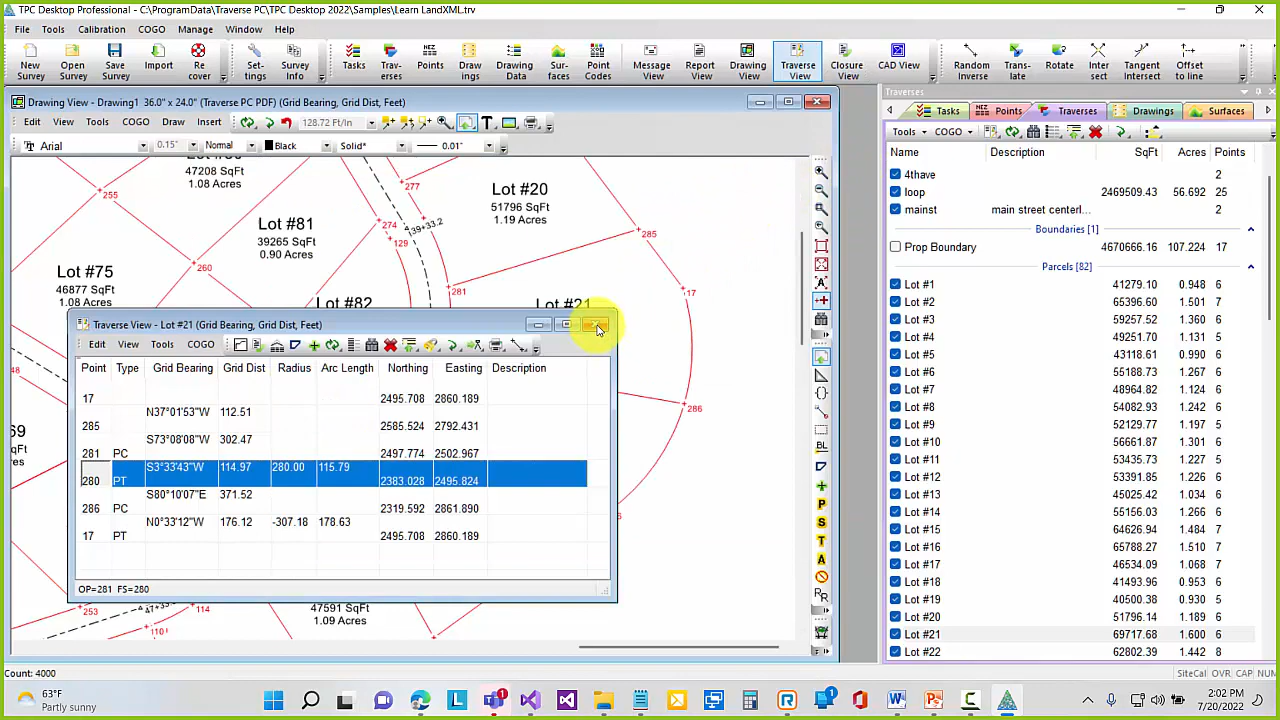 TPC Desktop Professional - C:\ProgramData\Traverse PC\TPC Desktop 2022\Samples\Learn LandXML.trv
File Tools Calibration COGO Manage Window Help
New Survey
Open Survey
Save Survey
Import
Re cover
Set- tings
Survey Info
Tasks
Trav- erses
Points
Draw ings
Drawing Data
Sur- faces
Point Codes
Message View
Report View
Drawing View
Traverse View
Closure View
CAD View
Random Inverse
Trans- late
Rotate
Inter sect
Tangent Intersect
Offset to line
Drawing View - Drawing1 36.0" x 24.0" (Traverse PC PDF) (Grid Bearing, Grid Dist, Feet)
Edit View Tools COGO Draw Insert 128.72 Ft/in
Arial 0.15" Normal Black Solid* 0.01"
47208 SqFt
1.08 Acres
255
277
274
129
39+33.2
Lot #20
51796 SqFt
1.19 Acres
285
Lot #81
39265 SqFt
0.90 Acres
260
281
17
Lot #75
46877 SqFt
1.08 Acres
Lot #82
Lot #21
286
69
253
114
110
47591 SqFt
1.09 Acres
Traverse View - Lot #21 (Grid Bearing, Grid Dist, Feet)
Edit View Tools COGO
Point Type Grid Bearing Grid Dist Radius Arc Length Northing Easting Description
17 2495.708 2860.189
N37°01'53"W 112.51
285 2585.524 2792.431
S73°08'08"W 302.47
281 PC 2497.774 2502.967
S3°33'43"W 114.97 280.00 115.79
280 PT 2383.028 2495.824
S80°10'07"E 371.52
286 PC 2319.592 2861.890
N0°33'12"W 176.12 -307.18 178.63
17 PT 2495.708 2860.189
OP=281 FS=280
BL
P
S
T
A
RR
Traverses
Tasks Points Traverses Drawings Surfaces
Tools COGO
Name Description SqFt Acres Points
4thave 2
loop 2469509.43 56.692 25
mainst main street centerl... 2
Boundaries [1]
Prop Boundary 4670666.16 107.224 17
Parcels [82]
Lot #1 41279.10 0.948 6
Lot #2 65396.60 1.501 7
Lot #3 59257.52 1.360 6
Lot #4 49251.70 1.131 6
Lot #5 43118.61 0.990 6
Lot #6 58972.38 1.354 7
Lot #7 48964.82 1.124 6
Lot #8 54082.93 1.242 6
Lot #9 52129.77 1.197 6
Lot #10 56661.87 1.301 7
Lot #11 53435.73 1.227 7
Lot #12 53391.85 1.226 7
Lot #13 45025.42 1.034 6
Lot #14 55156.03 1.266 6
Lot #15 64626.94 1.484 7
Lot #16 65788.27 1.510 7
Lot #17 46534.09 1.068 7
Lot #18 41493.96 0.953 6
Lot #19 40500.38 0.930 5
Lot #20 51796.14 1.189 6
Lot #21 69717.68 1.600 6
Lot #22 62802.39 1.442 8
Count: 4000
SiteCal OVR CAP NUM
63°F
Partly sunny
2:02 PM
7/20/2022